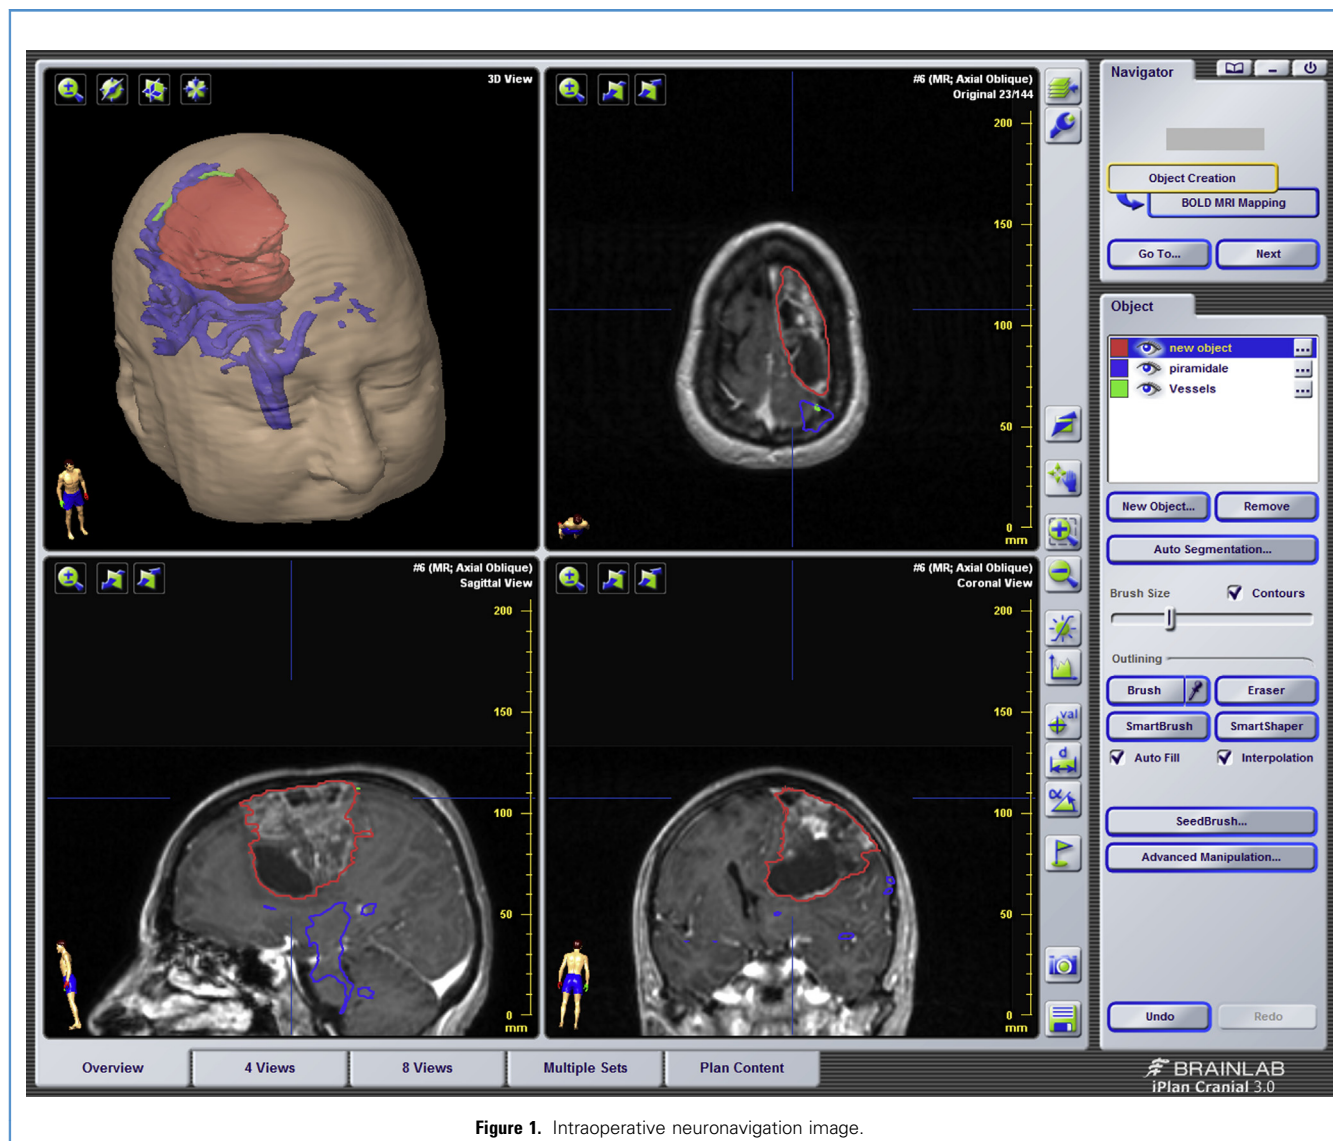 3D View
#6 (MR; Axial Oblique)
Original 23/144
200
150
100
50
0
mm
#6 (MR; Axial Oblique)
Sagittal View
200
150
100
50
0
mm
#6 (MR; Axial Oblique)
Coronal View
200
150
100
50
0
mm
val
d
α
Navigator
Object Creation
BOLD MRI Mapping
Go To... Next
Object
new object ...
piramidale ...
Vessels ...
New Object... Remove
Auto Segmentation...
Brush Size Contours
Outlining
Brush Eraser
SmartBrush SmartShaper
Auto Fill Interpolation
SeedBrush...
Advanced Manipulation...
Undo Redo
Overview 4 Views 8 Views Multiple Sets Plan Content
BRAINLAB
iPlan Cranial 3.0
Figure 1. Intraoperative neuronavigation image.